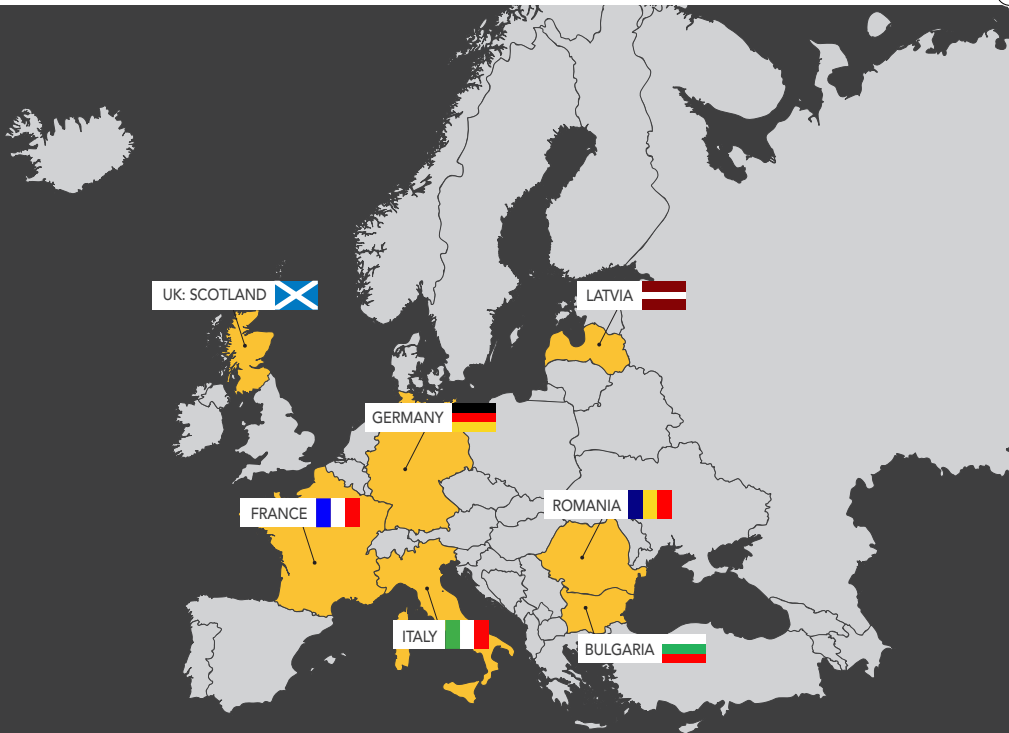 UK: SCOTLAND
LATVIA
GERMANY
ROMANIA
FRANCE
ITALY
BULGARIA